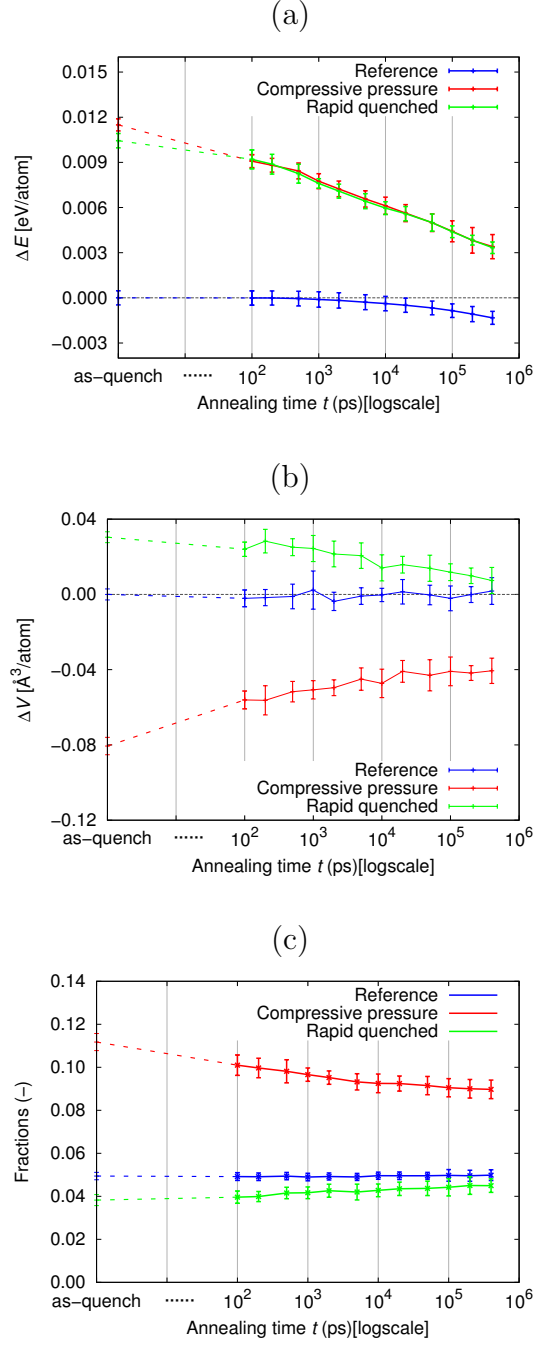 (a)
0.015
0.012
0.009
0.006
0.003
0.000
−0.003
ΔE [eV/atom]
Reference
Compressive pressure
Rapid quenched
as−quench ······ 10² 10³ 10⁴ 10⁵ 10⁶
Annealing time t (ps)[logscale]
(b)
0.04
0.00
−0.04
−0.08
−0.12
ΔV [Å³/atom]
Reference
Compressive pressure
Rapid quenched
as−quench ······ 10² 10³ 10⁴ 10⁵ 10⁶
Annealing time t (ps)[logscale]
(c)
0.14
0.12
0.10
0.08
0.06
0.04
0.02
0.00
Fractions (−)
Reference
Compressive pressure
Rapid quenched
as−quench ······ 10² 10³ 10⁴ 10⁵ 10⁶
Annealing time t (ps)[logscale]